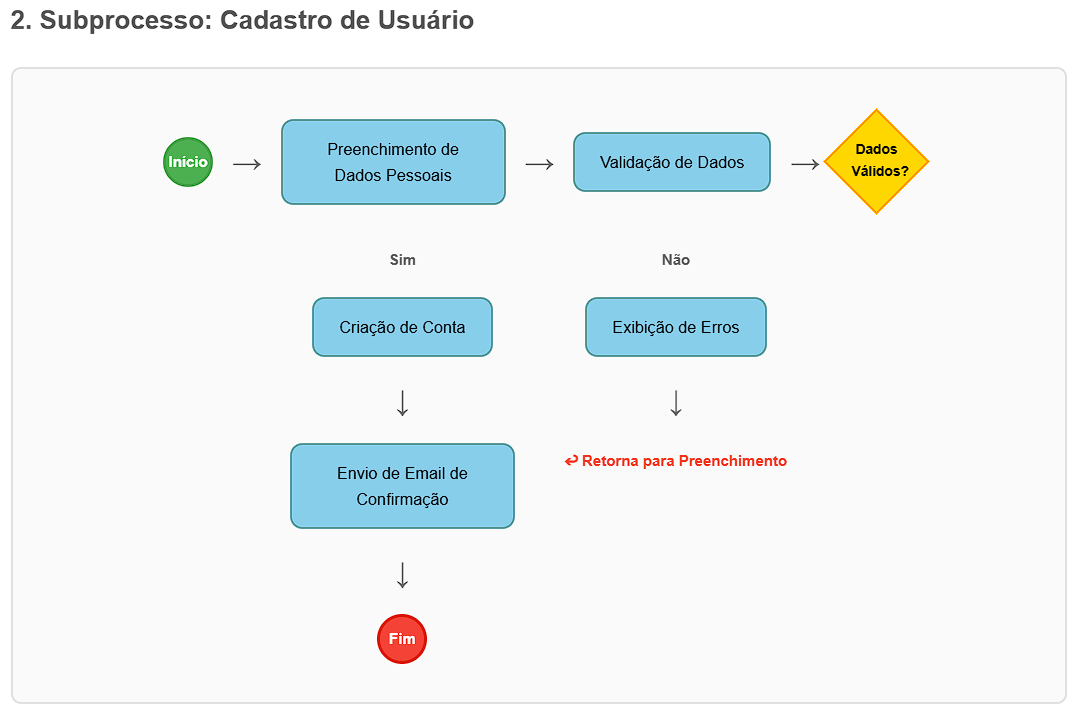 2. Subprocesso: Cadastro de Usuário
Início
→
Preenchimento de
Dados Pessoais
→
Validação de Dados
→
Dados
Válidos?
Sim
Não
Criação de Conta
Exibição de Erros
↓
↓
Envio de Email de
Confirmação
↩ Retorna para Preenchimento
↓
Fim